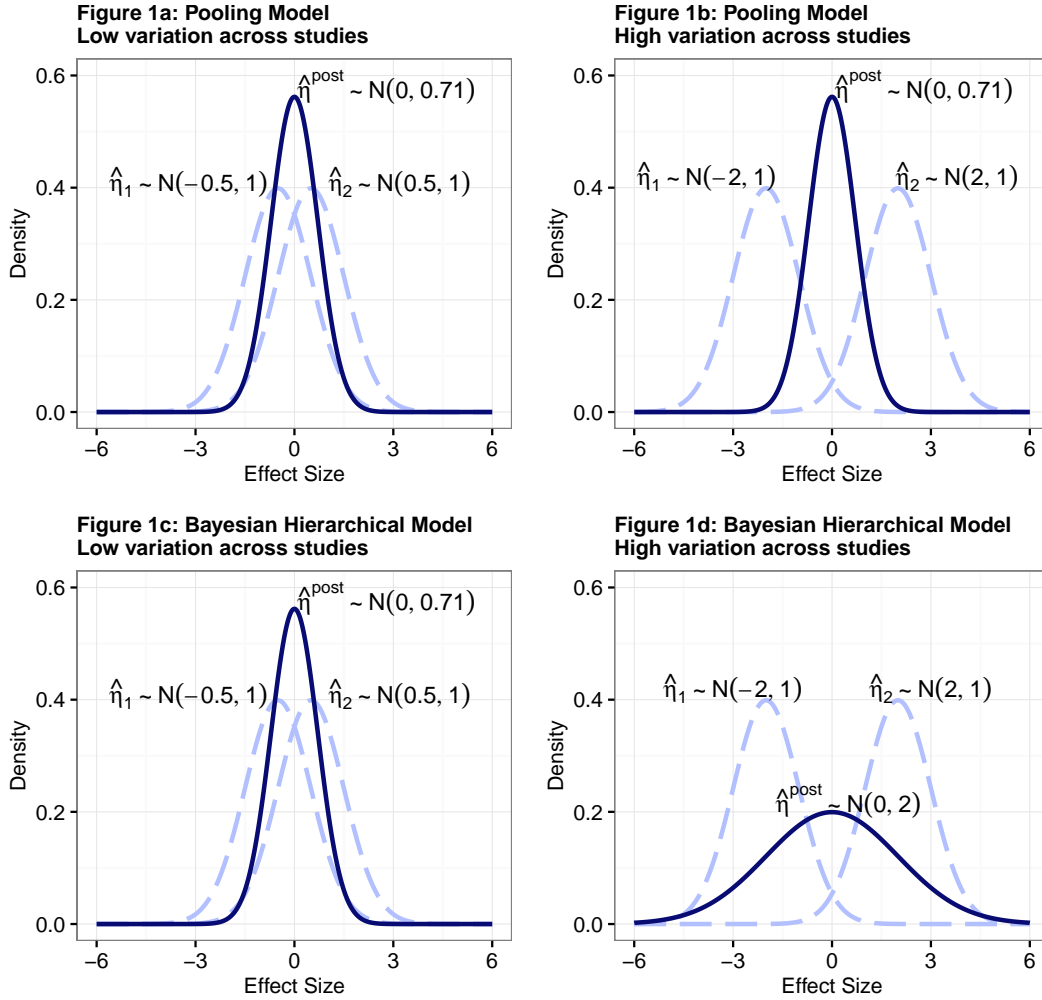 Figure 1a: Pooling Model
Low variation across studies
0.6
0.4
0.2
0.0
Density
η̂^post ~ N(0, 0.71)
η̂₁ ~ N(−0.5, 1)
η̂₂ ~ N(0.5, 1)
−6 −3 0 3 6
Effect Size
Figure 1b: Pooling Model
High variation across studies
0.6
0.4
0.2
0.0
Density
η̂^post ~ N(0, 0.71)
η̂₁ ~ N(−2, 1)
η̂₂ ~ N(2, 1)
−6 −3 0 3 6
Effect Size
Figure 1c: Bayesian Hierarchical Model
Low variation across studies
0.6
0.4
0.2
0.0
Density
η̂^post ~ N(0, 0.71)
η̂₁ ~ N(−0.5, 1)
η̂₂ ~ N(0.5, 1)
−6 −3 0 3 6
Effect Size
Figure 1d: Bayesian Hierarchical Model
High variation across studies
0.6
0.4
0.2
0.0
Density
η̂₁ ~ N(−2, 1)
η̂₂ ~ N(2, 1)
η̂^post ~ N(0, 2)
−6 −3 0 3 6
Effect Size